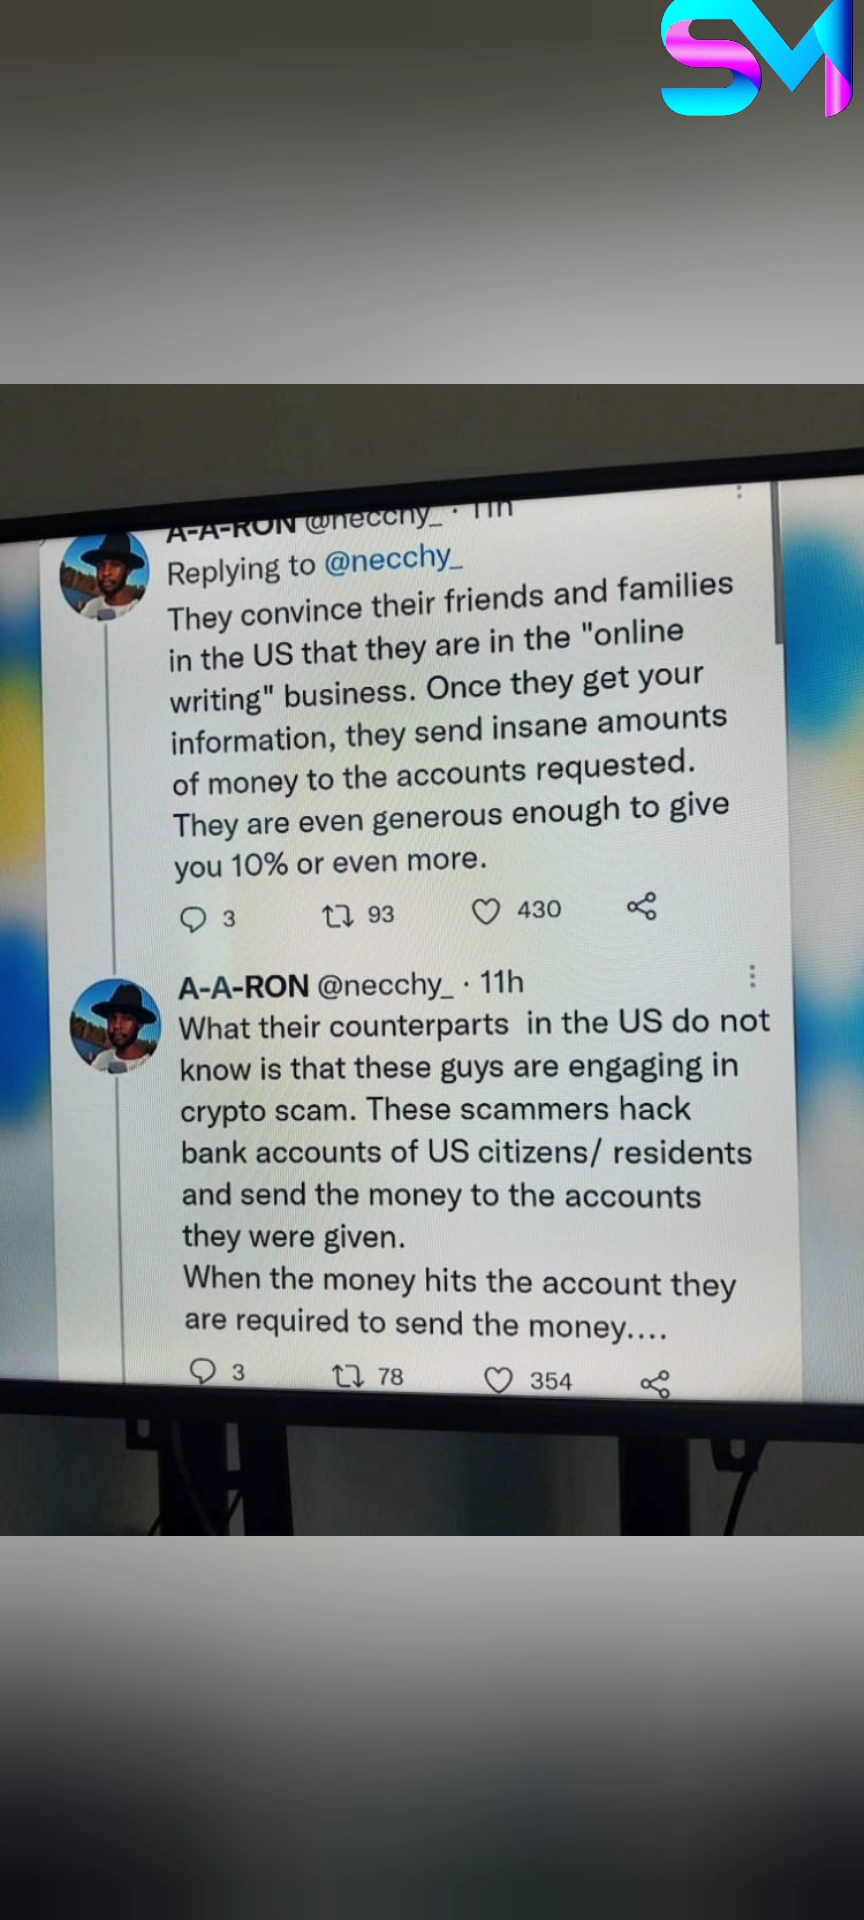 SM
A-A-RON @necchy_ · 11h
Replying to @necchy_
They convince their friends and families
in the US that they are in the "online
writing" business. Once they get your
information, they send insane amounts
of money to the accounts requested.
They are even generous enough to give
you 10% or even more.
3 93 430
A-A-RON @necchy_ · 11h
What their counterparts in the US do not
know is that these guys are engaging in
crypto scam. These scammers hack
bank accounts of US citizens/ residents
and send the money to the accounts
they were given.
When the money hits the account they
are required to send the money....
3 78 354